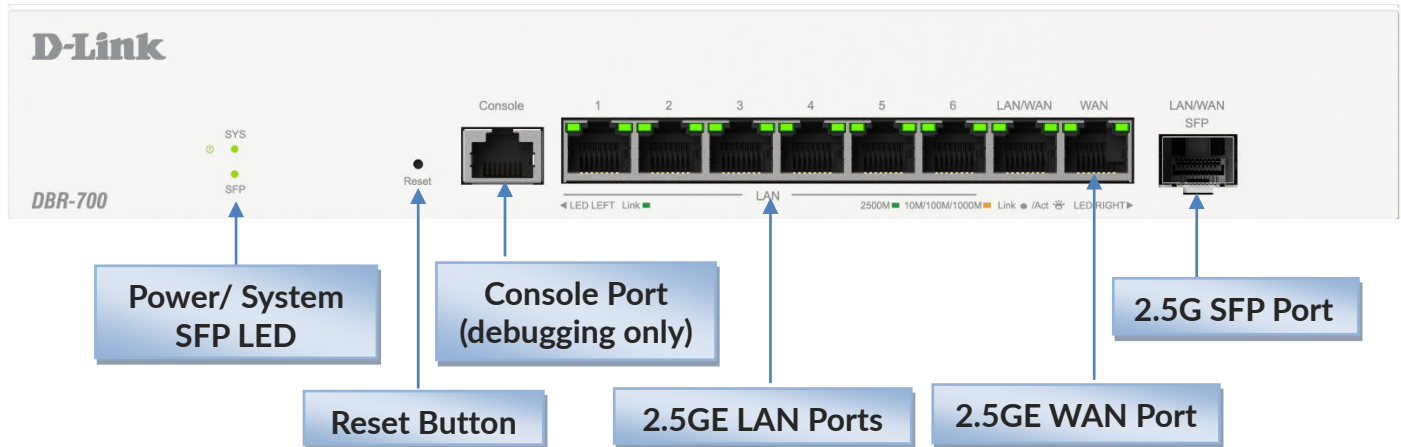 D-Link
Console
1 2 3 4 5 6 LAN/WAN WAN
LAN/WAN
SFP
SYS
SFP
Reset
DBR-700
LAN
◀LED LEFT Link 2500M 10M/100M/1000M Link /Act LED RIGHT▶
Power/ System
SFP LED
Console Port
(debugging only)
2.5G SFP Port
Reset Button
2.5GE LAN Ports
2.5GE WAN Port